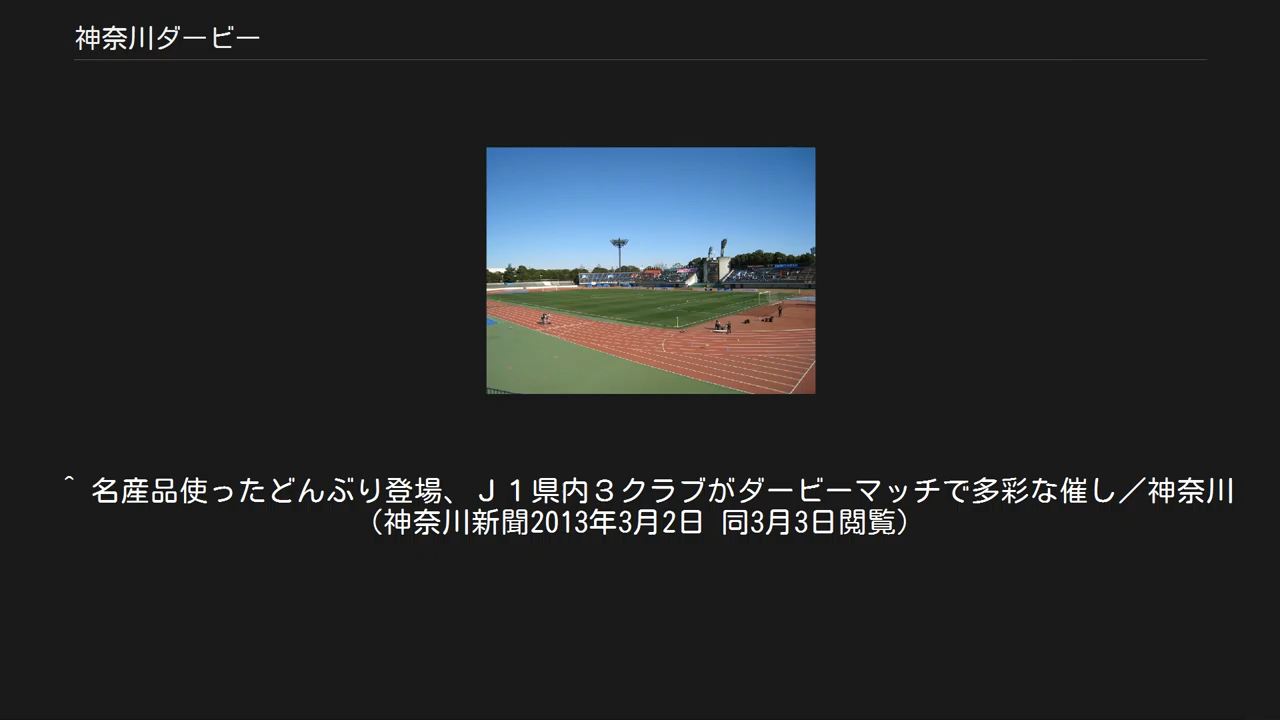 神奈川ダービー
^ 名産品使ったどんぶり登場、Ｊ１県内３クラブがダービーマッチで多彩な催し／神奈川
（神奈川新聞2013年3月2日 同3月3日閲覧）